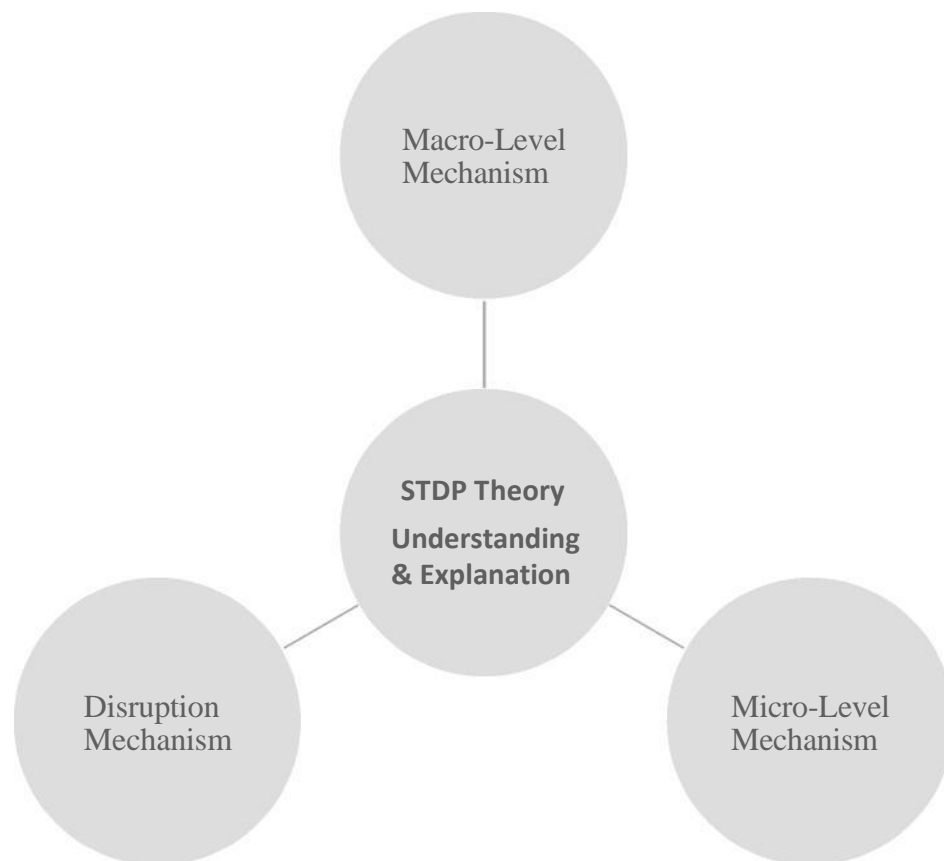 Macro-Level
Mechanism
STDP Theory
Understanding
& Explanation
Disruption
Mechanism
Micro-Level
Mechanism